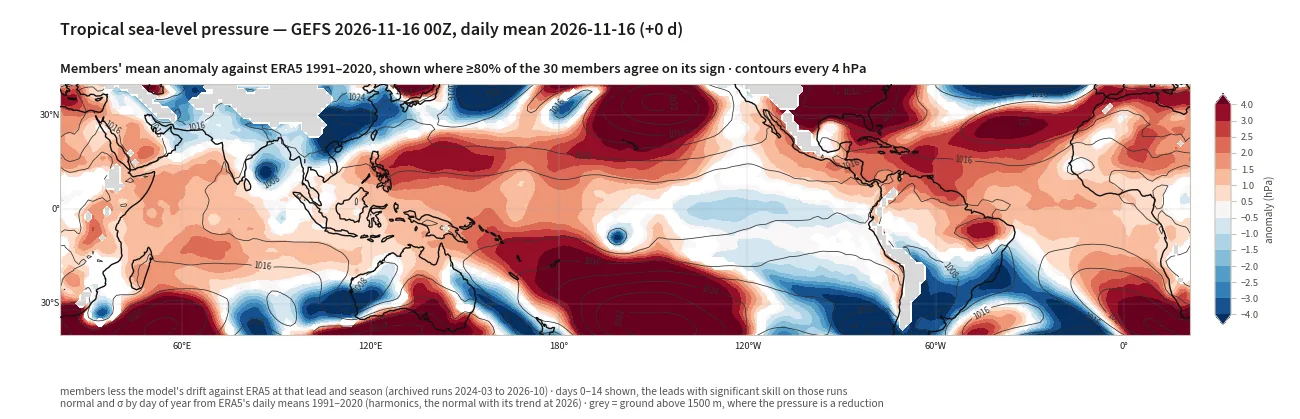 Tropical sea-level pressure — GEFS 2026-11-16 00Z, daily mean 2026-11-16 (+0 d)
Members' mean anomaly against ERA5 1991–2020, shown where ≥80% of the 30 members agree on its sign · contours every 4 hPa
30°N
0°
30°S
60°E
120°E
180°
120°W
60°W
0°
1016
1016
1024
1016
1016
1016
1016
1008
1008
1016
4.0
3.0
2.5
2.0
1.5
1.0
0.5
−0.5
−1.0
−1.5
−2.0
−2.5
−3.0
−4.0
anomaly (hPa)
members less the model's drift against ERA5 at that lead and season (archived runs 2024-03 to 2026-10) · days 0–14 shown, the leads with significant skill on those runs
normal and σ by day of year from ERA5's daily means 1991–2020 (harmonics, the normal with its trend at 2026) · grey = ground above 1500 m, where the pressure is a reduction